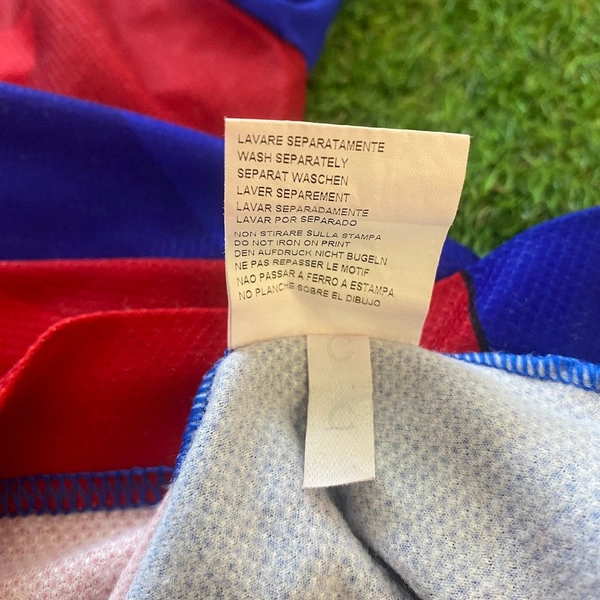 LAVARE SEPARATAMENTE
WASH SEPARATELY
SEPARAT WASCHEN
LAVER SEPAREMENT
LAVAR SEPARADAMENTE
LAVAR POR SEPARADO
NON STIRARE SULLA STAMPA
DO NOT IRON ON PRINT
DEN AUFDRUCK NICHT BUGELN
NE PAS REPASSER LE MOTIF
NAO PASSAR A FERRO A ESTAMPA
NO PLANCHE SOBRE EL DIBUJO